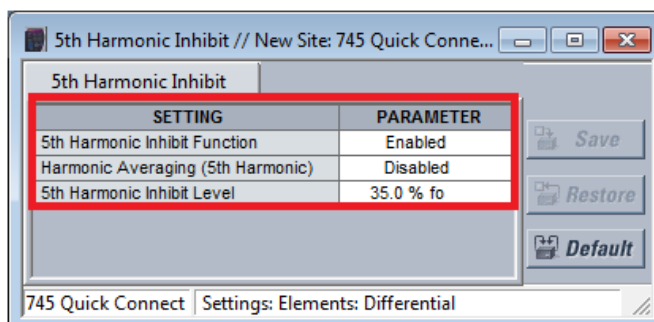 5th Harmonic Inhibit // New Site: 745 Quick Conne...
5th Harmonic Inhibit
SETTING PARAMETER
5th Harmonic Inhibit Function Enabled
Harmonic Averaging (5th Harmonic) Disabled
5th Harmonic Inhibit Level 35.0 % fo
Save
Restore
Default
745 Quick Connect Settings: Elements: Differential